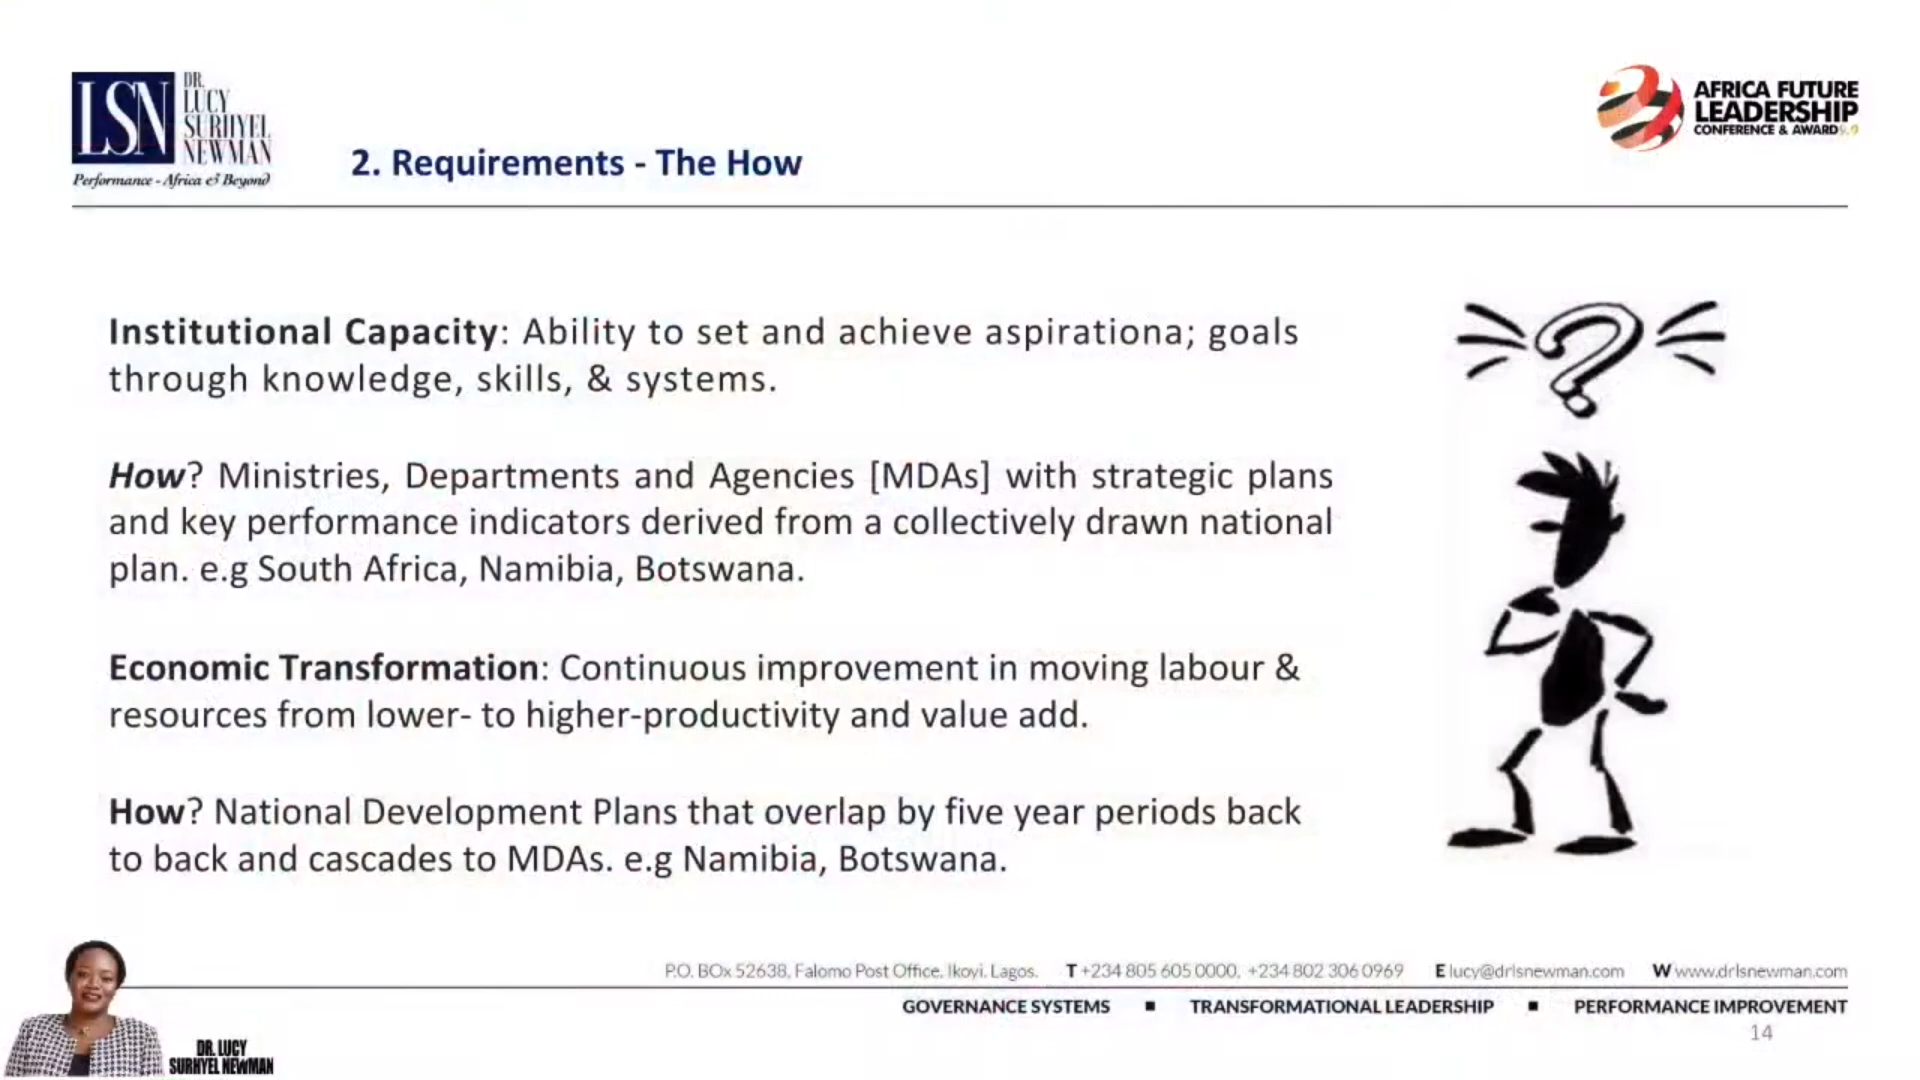 LSN
DR.
LUCY
SURHYEL
NEWMAN
Performance - Africa & Beyond
2. Requirements - The How
AFRICA FUTURE
LEADERSHIP
CONFERENCE & AWARD 9.0
Institutional Capacity: Ability to set and achieve aspirationa; goals
through knowledge, skills, & systems.
How? Ministries, Departments and Agencies [MDAs] with strategic plans
and key performance indicators derived from a collectively drawn national
plan. e.g South Africa, Namibia, Botswana.
Economic Transformation: Continuous improvement in moving labour &
resources from lower- to higher-productivity and value add.
How? National Development Plans that overlap by five year periods back
to back and cascades to MDAs. e.g Namibia, Botswana.
P.O. BOx 52638, Falomo Post Office, Ikoyi, Lagos. T +234 805 605 0000, +234 802 306 0969 E lucy@drlsnewman.com W www.drlsnewman.com
GOVERNANCE SYSTEMS ■ TRANSFORMATIONAL LEADERSHIP ■ PERFORMANCE IMPROVEMENT
14
DR. LUCY
SURHYEL NEWMAN